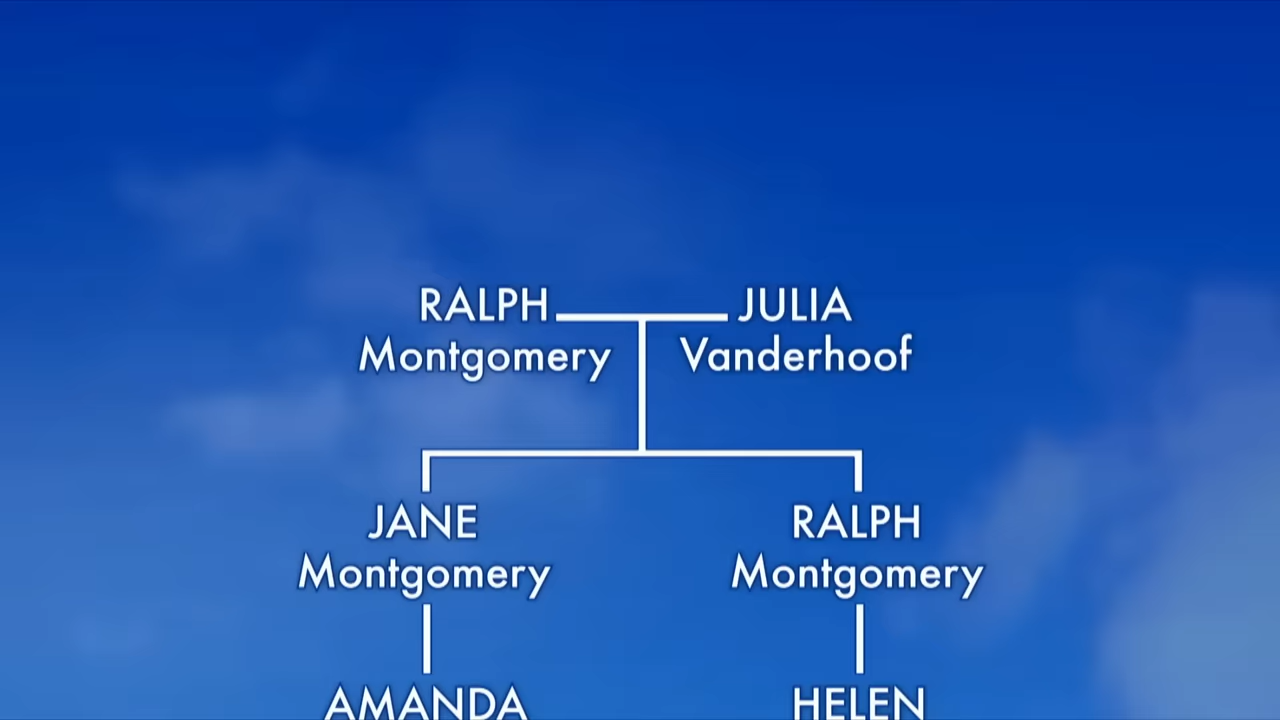 RALPH JULIA
Montgomery Vanderhoof
JANE RALPH
Montgomery Montgomery
AMANDA HELEN